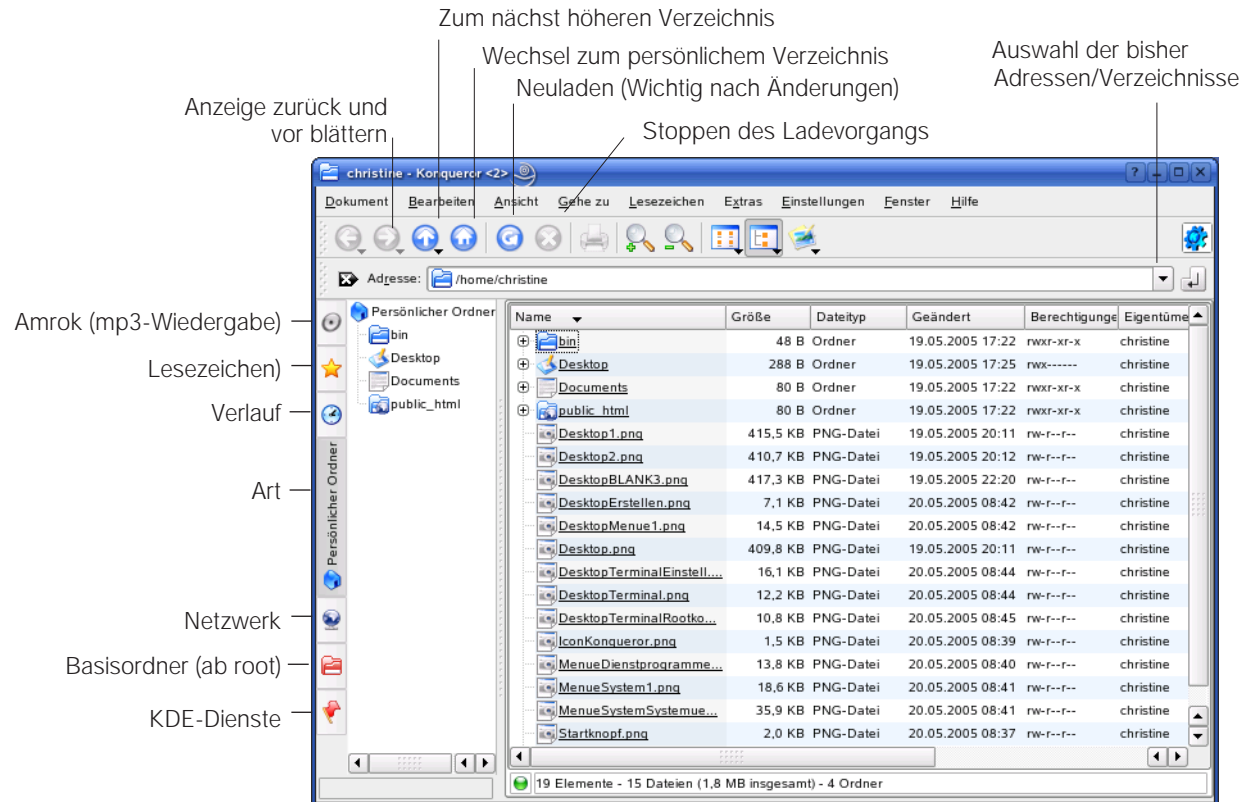 Zum nächst höheren Verzeichnis
Wechsel zum persönlichem Verzeichnis
Neuladen (Wichtig nach Änderungen)
Auswahl der bisher
Adressen/Verzeichnisse
Anzeige zurück und
vor blättern
Stoppen des Ladevorgangs
christine - Konqueror <2>
Dokument Bearbeiten Ansicht Gehe zu Lesezeichen Extras Einstellungen Fenster Hilfe
Adresse: /home/christine
Amrok (mp3-Wiedergabe)
Lesezeichen)
Verlauf
Art
Netzwerk
Basisordner (ab root)
KDE-Dienste
Persönlicher Ordner
Persönlicher Ordner
bin
Desktop
Documents
public_html
Name Größe Dateityp Geändert Berechtigunge Eigentüme
bin 48 B Ordner 19.05.2005 17:22 rwxr-xr-x christine
Desktop 288 B Ordner 19.05.2005 17:25 rwx------ christine
Documents 80 B Ordner 19.05.2005 17:22 rwxr-xr-x christine
public_html 80 B Ordner 19.05.2005 17:22 rwxr-xr-x christine
Desktop1.png 415,5 KB PNG-Datei 19.05.2005 20:11 rw-r--r-- christine
Desktop2.png 410,7 KB PNG-Datei 19.05.2005 20:12 rw-r--r-- christine
DesktopBLANK3.png 417,3 KB PNG-Datei 19.05.2005 22:20 rw-r--r-- christine
DesktopErstellen.png 7,1 KB PNG-Datei 20.05.2005 08:42 rw-r--r-- christine
DesktopMenue1.png 14,5 KB PNG-Datei 20.05.2005 08:42 rw-r--r-- christine
Desktop.png 409,8 KB PNG-Datei 19.05.2005 20:11 rw-r--r-- christine
DesktopTerminalEinstell.... 16,1 KB PNG-Datei 20.05.2005 08:44 rw-r--r-- christine
DesktopTerminal.png 12,2 KB PNG-Datei 20.05.2005 08:44 rw-r--r-- christine
DesktopTerminalRootko... 10,8 KB PNG-Datei 20.05.2005 08:45 rw-r--r-- christine
IconKonqueror.png 1,5 KB PNG-Datei 20.05.2005 08:39 rw-r--r-- christine
MenueDienstprogramme... 13,8 KB PNG-Datei 20.05.2005 08:40 rw-r--r-- christine
MenueSystem1.png 18,6 KB PNG-Datei 20.05.2005 08:41 rw-r--r-- christine
MenueSystemSystemue... 35,9 KB PNG-Datei 20.05.2005 08:41 rw-r--r-- christine
Startknopf.png 2,0 KB PNG-Datei 20.05.2005 08:37 rw-r--r-- christine
19 Elemente - 15 Dateien (1,8 MB insgesamt) - 4 Ordner